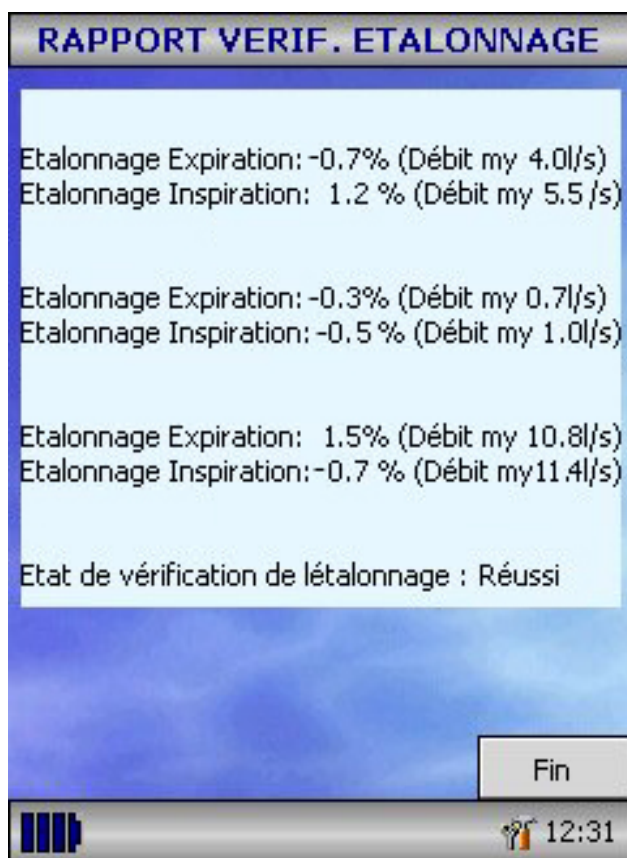 RAPPORT VERIF. ETALONNAGE
Etalonnage Expiration: -0.7% (Débit my 4.0l/s)
Etalonnage Inspiration: 1.2 % (Débit my 5.5 /s)
Etalonnage Expiration: -0.3% (Débit my 0.7l/s)
Etalonnage Inspiration: -0.5 % (Débit my 1.0l/s)
Etalonnage Expiration: 1.5% (Débit my 10.8l/s)
Etalonnage Inspiration:-0.7 % (Débit my11.4l/s)
Etat de vérification de létalonnage : Réussi
Fin
12:31